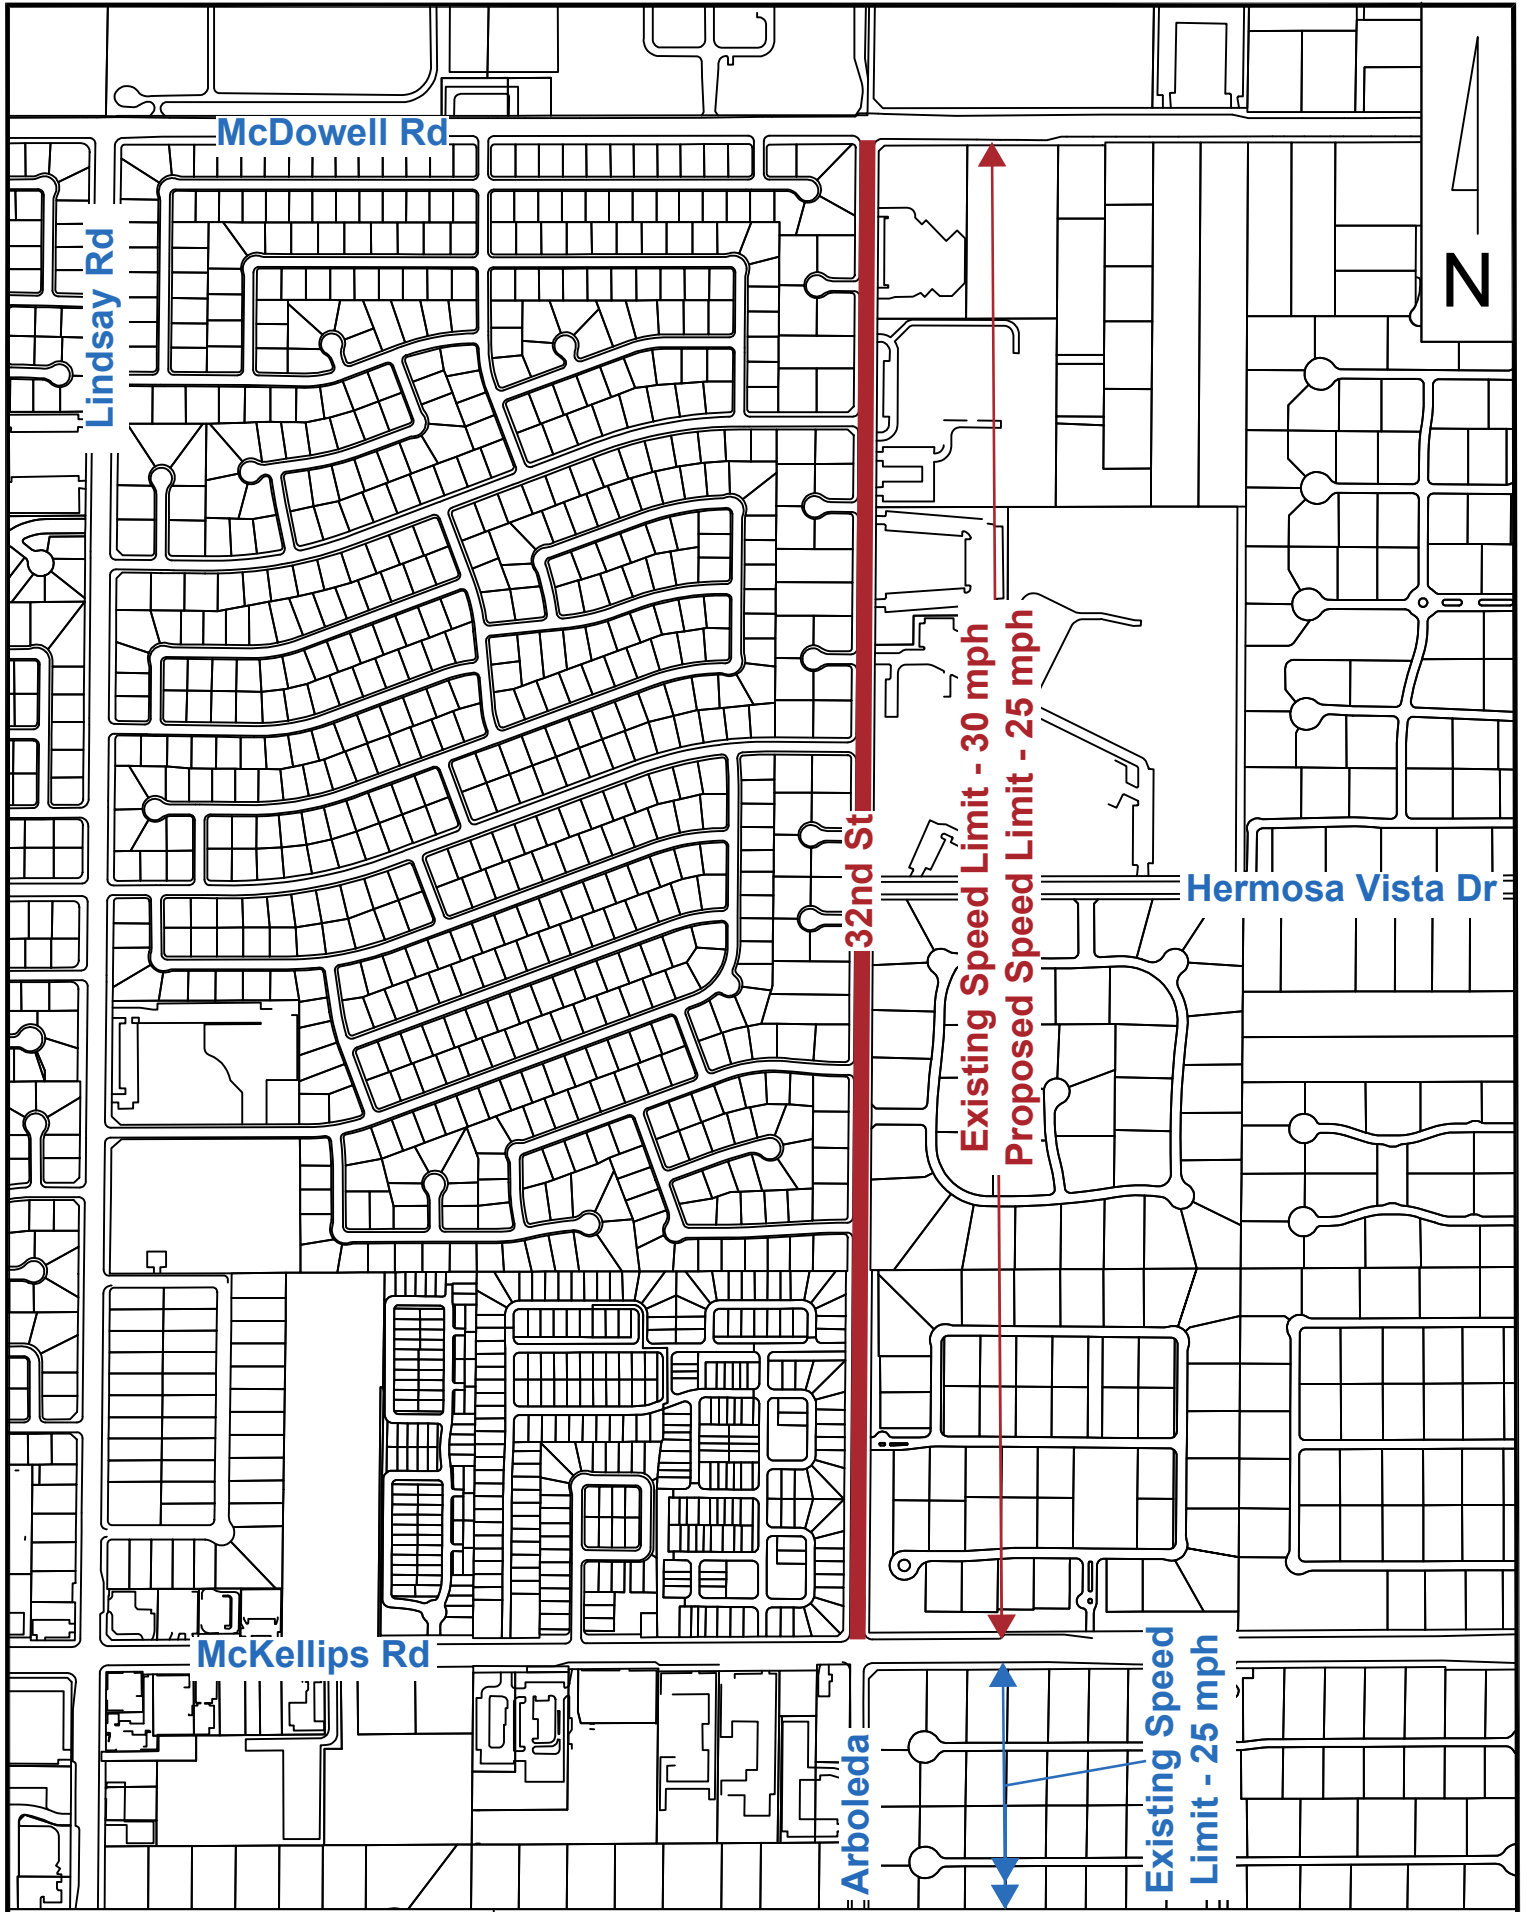 McDowell Rd
Lindsay Rd
N
32nd St
Existing Speed Limit - 30 mph
Proposed Speed Limit - 25 mph
Hermosa Vista Dr
McKellips Rd
Arboleda
Existing Speed
Limit - 25 mph